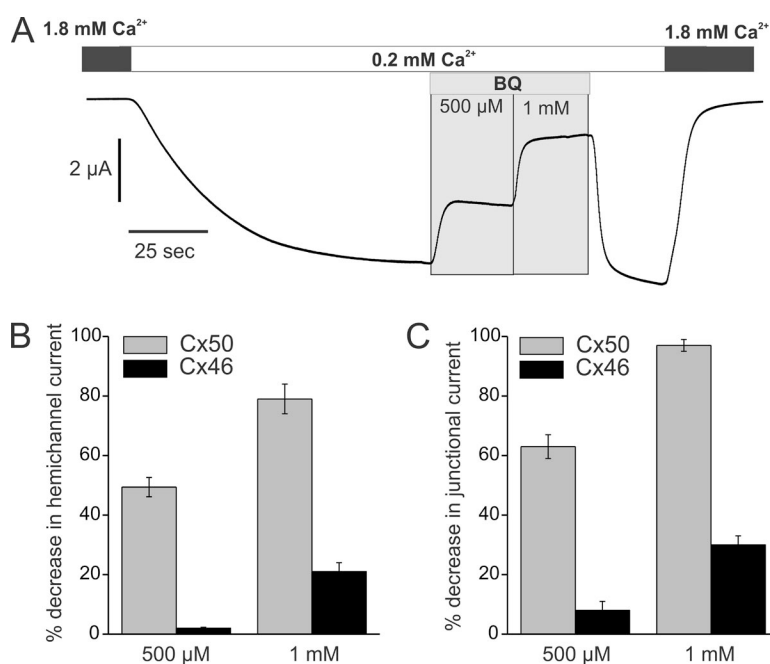 A
1.8 mM Ca²⁺
1.8 mM Ca²⁺
0.2 mM Ca²⁺
BQ
500 µM
1 mM
2 µA
25 sec
B
% decrease in hemichannel current
100
80
60
40
20
0
Cx50
Cx46
500 µM
1 mM
C
% decrease in junctional current
100
80
60
40
20
0
Cx50
Cx46
500 µM
1 mM